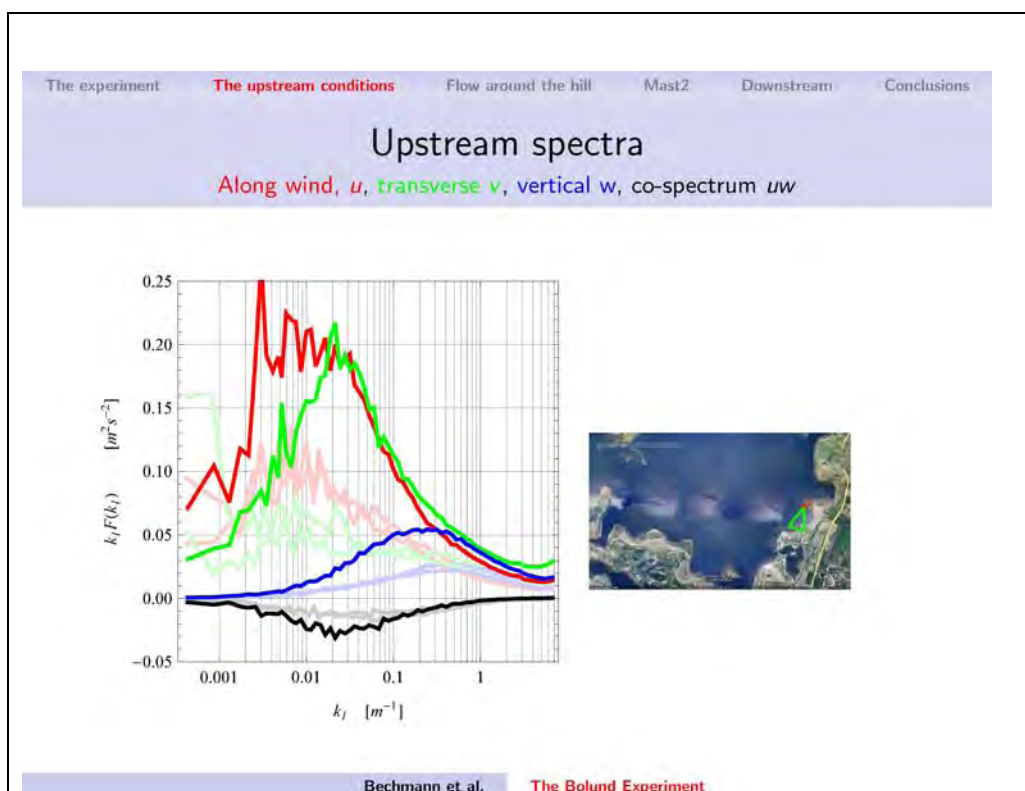 The experiment The upstream conditions Flow around the hill Mast2 Downstream Conclusions
Upstream spectra
Along wind, u, transverse v, vertical w, co-spectrum uw
0.25
0.20
0.15
0.10
0.05
0.00
−0.05
k₁F(k₁) [m²s⁻²]
0.001 0.01 0.1 1
k₁ [m⁻¹]
Bechmann et al. The Bolund Experiment